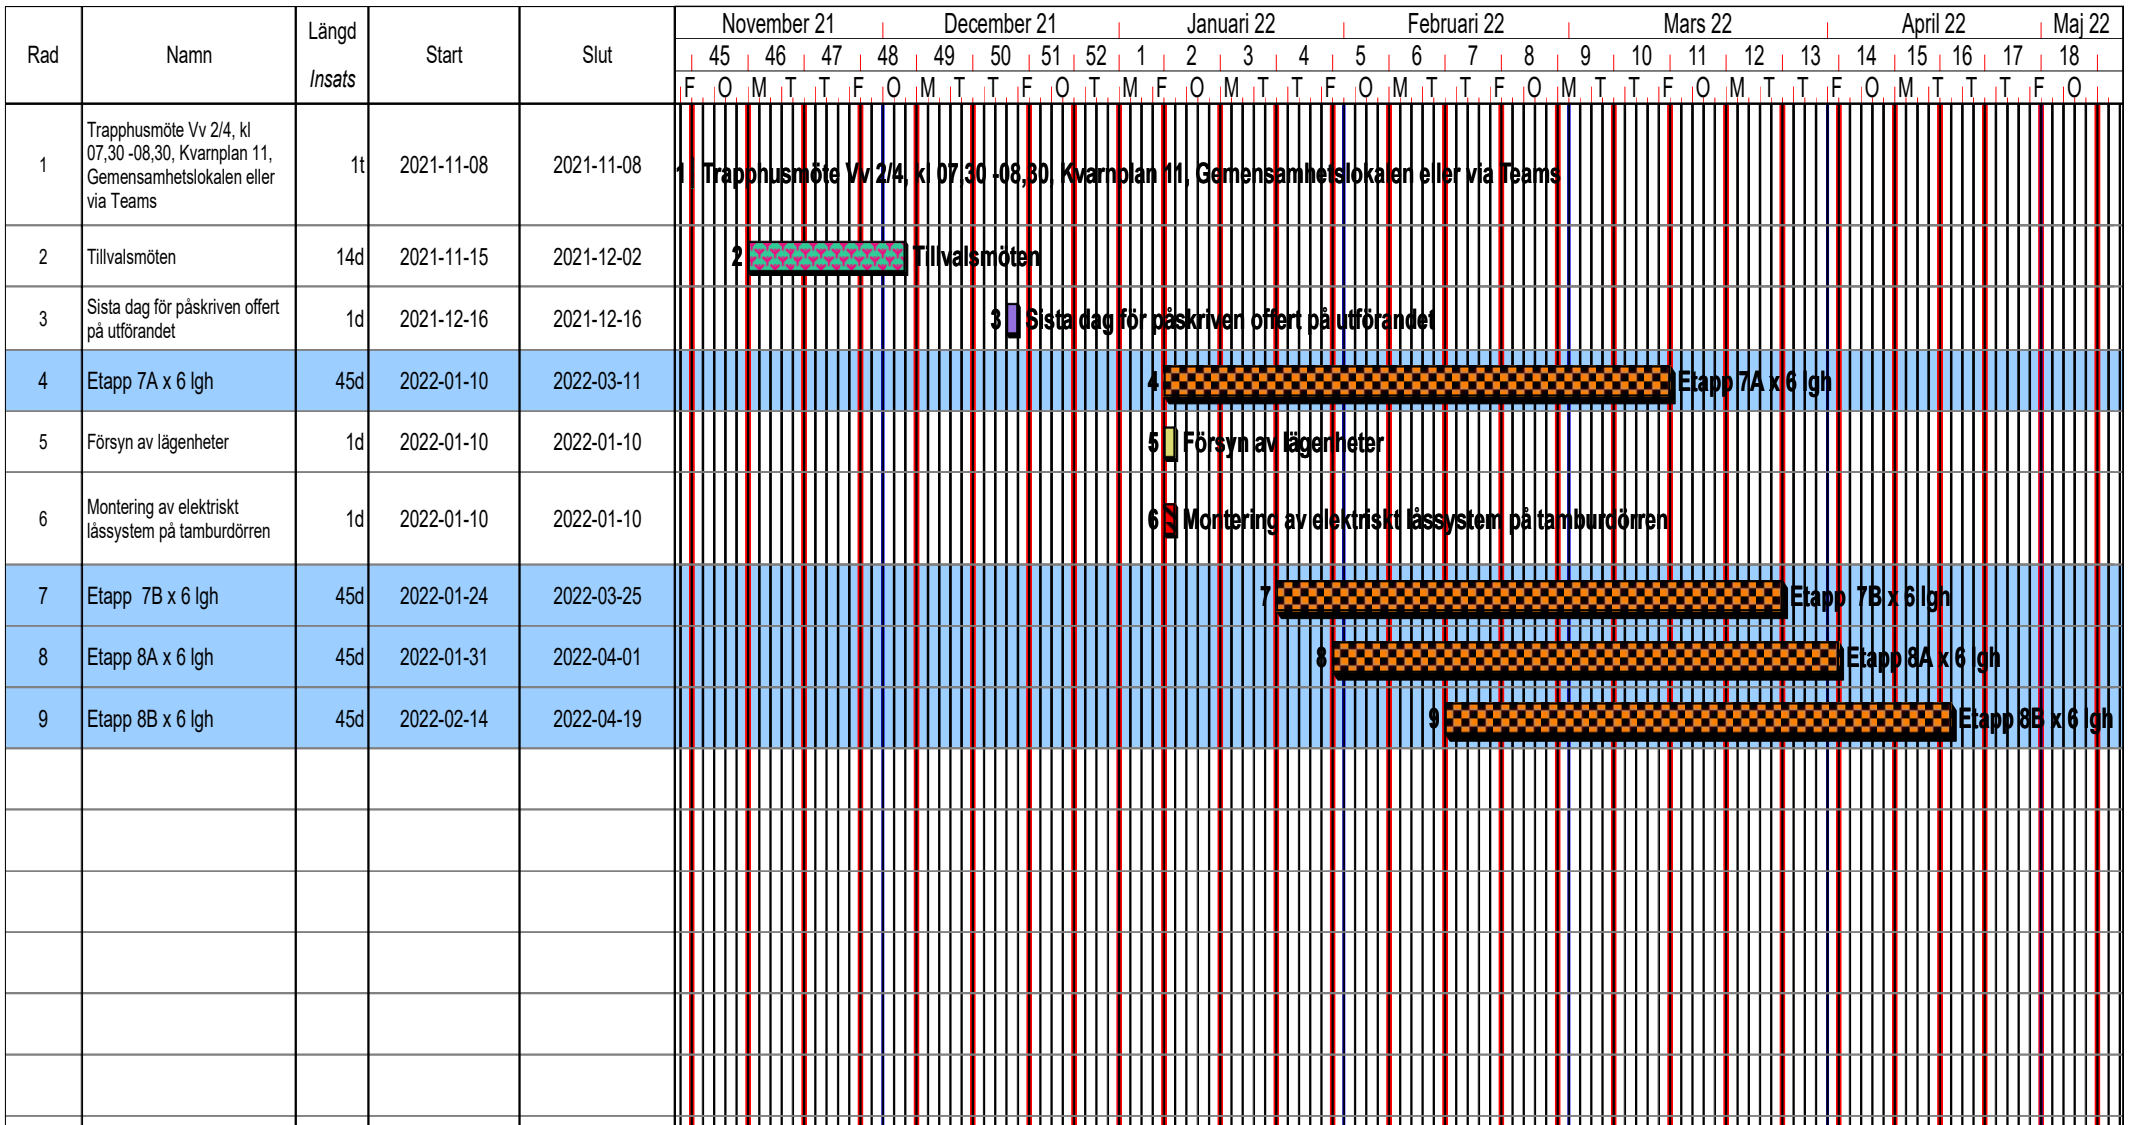 Rad Namn Längd Insats Start Slut
November 21 December 21 Januari 22 Februari 22 Mars 22 April 22 Maj 22
45 46 47 48 49 50 51 52 1 2 3 4 5 6 7 8 9 10 11 12 13 14 15 16 17 18
F O M T T F O M T T F O T M F O M T T F O M T T F O M T T F O M T T F O M T T T F O
1 Trapphusmöte Vv 2/4, kl
07,30 -08,30, Kvarnplan 11,
Gemensamhetslokalen eller
via Teams
1t 2021-11-08 2021-11-08
1 Trapphusmöte Vv 2/4, kl 07,30 -08,30, Kvarnplan 11, Gemensamhetslokalen eller via Teams
2 Tillvalsmöten 14d 2021-11-15 2021-12-02 2 Tillvalsmöten
3 Sista dag för påskriven offert
på utförandet
1d 2021-12-16 2021-12-16
3 Sista dag för påskriven offert på utförandet
4 Etapp 7A x 6 lgh 45d 2022-01-10 2022-03-11 4 Etapp 7A x 6 lgh
5 Försyn av lägenheter 1d 2022-01-10 2022-01-10 5 Försyn av lägenheter
6 Montering av elektriskt
låssystem på tamburdörren
1d 2022-01-10 2022-01-10
6 Montering av elektriskt låssystem på tamburdörren
7 Etapp  7B x 6 lgh 45d 2022-01-24 2022-03-25 7 Etapp  7B x 6 lgh
8 Etapp 8A x 6 lgh 45d 2022-01-31 2022-04-01 8 Etapp 8A x 6 lgh
9 Etapp 8B x 6 lgh 45d 2022-02-14 2022-04-19 9 Etapp 8B x 6 lgh